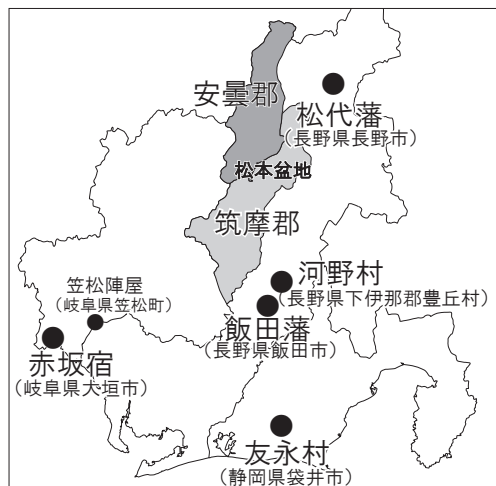 安曇郡
松代藩
（長野県長野市）
松本盆地
筑摩郡
河野村
（長野県下伊那郡豊丘村）
笠松陣屋
（岐阜県笠松町）
飯田藩
（長野県飯田市）
赤坂宿
（岐阜県大垣市）
友永村
（静岡県袋井市）